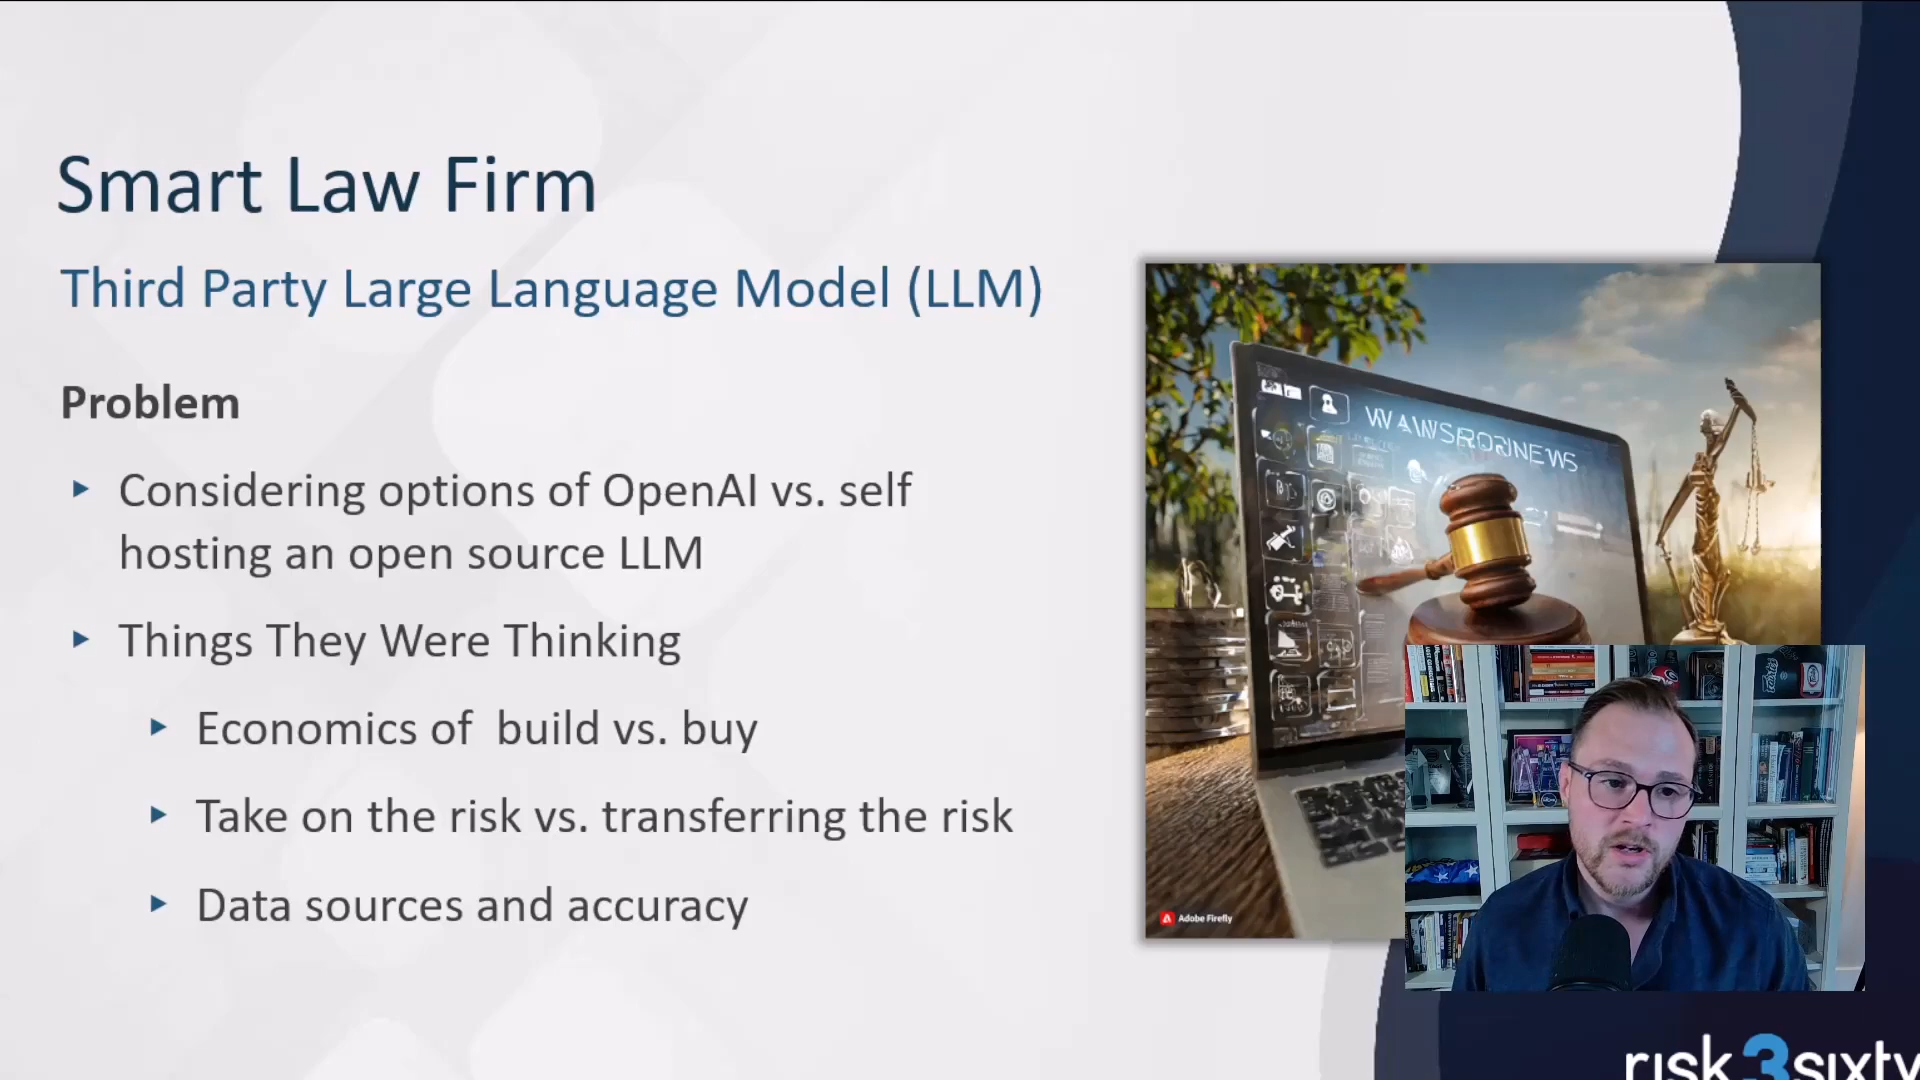 Smart Law Firm
Third Party Large Language Model (LLM)
Problem
Considering options of OpenAI vs. self
hosting an open source LLM
Things They Were Thinking
Economics of  build vs. buy
Take on the risk vs. transferring the risk
Data sources and accuracy
WAWSRORNEWS
Adobe Firefly
risk3sixty